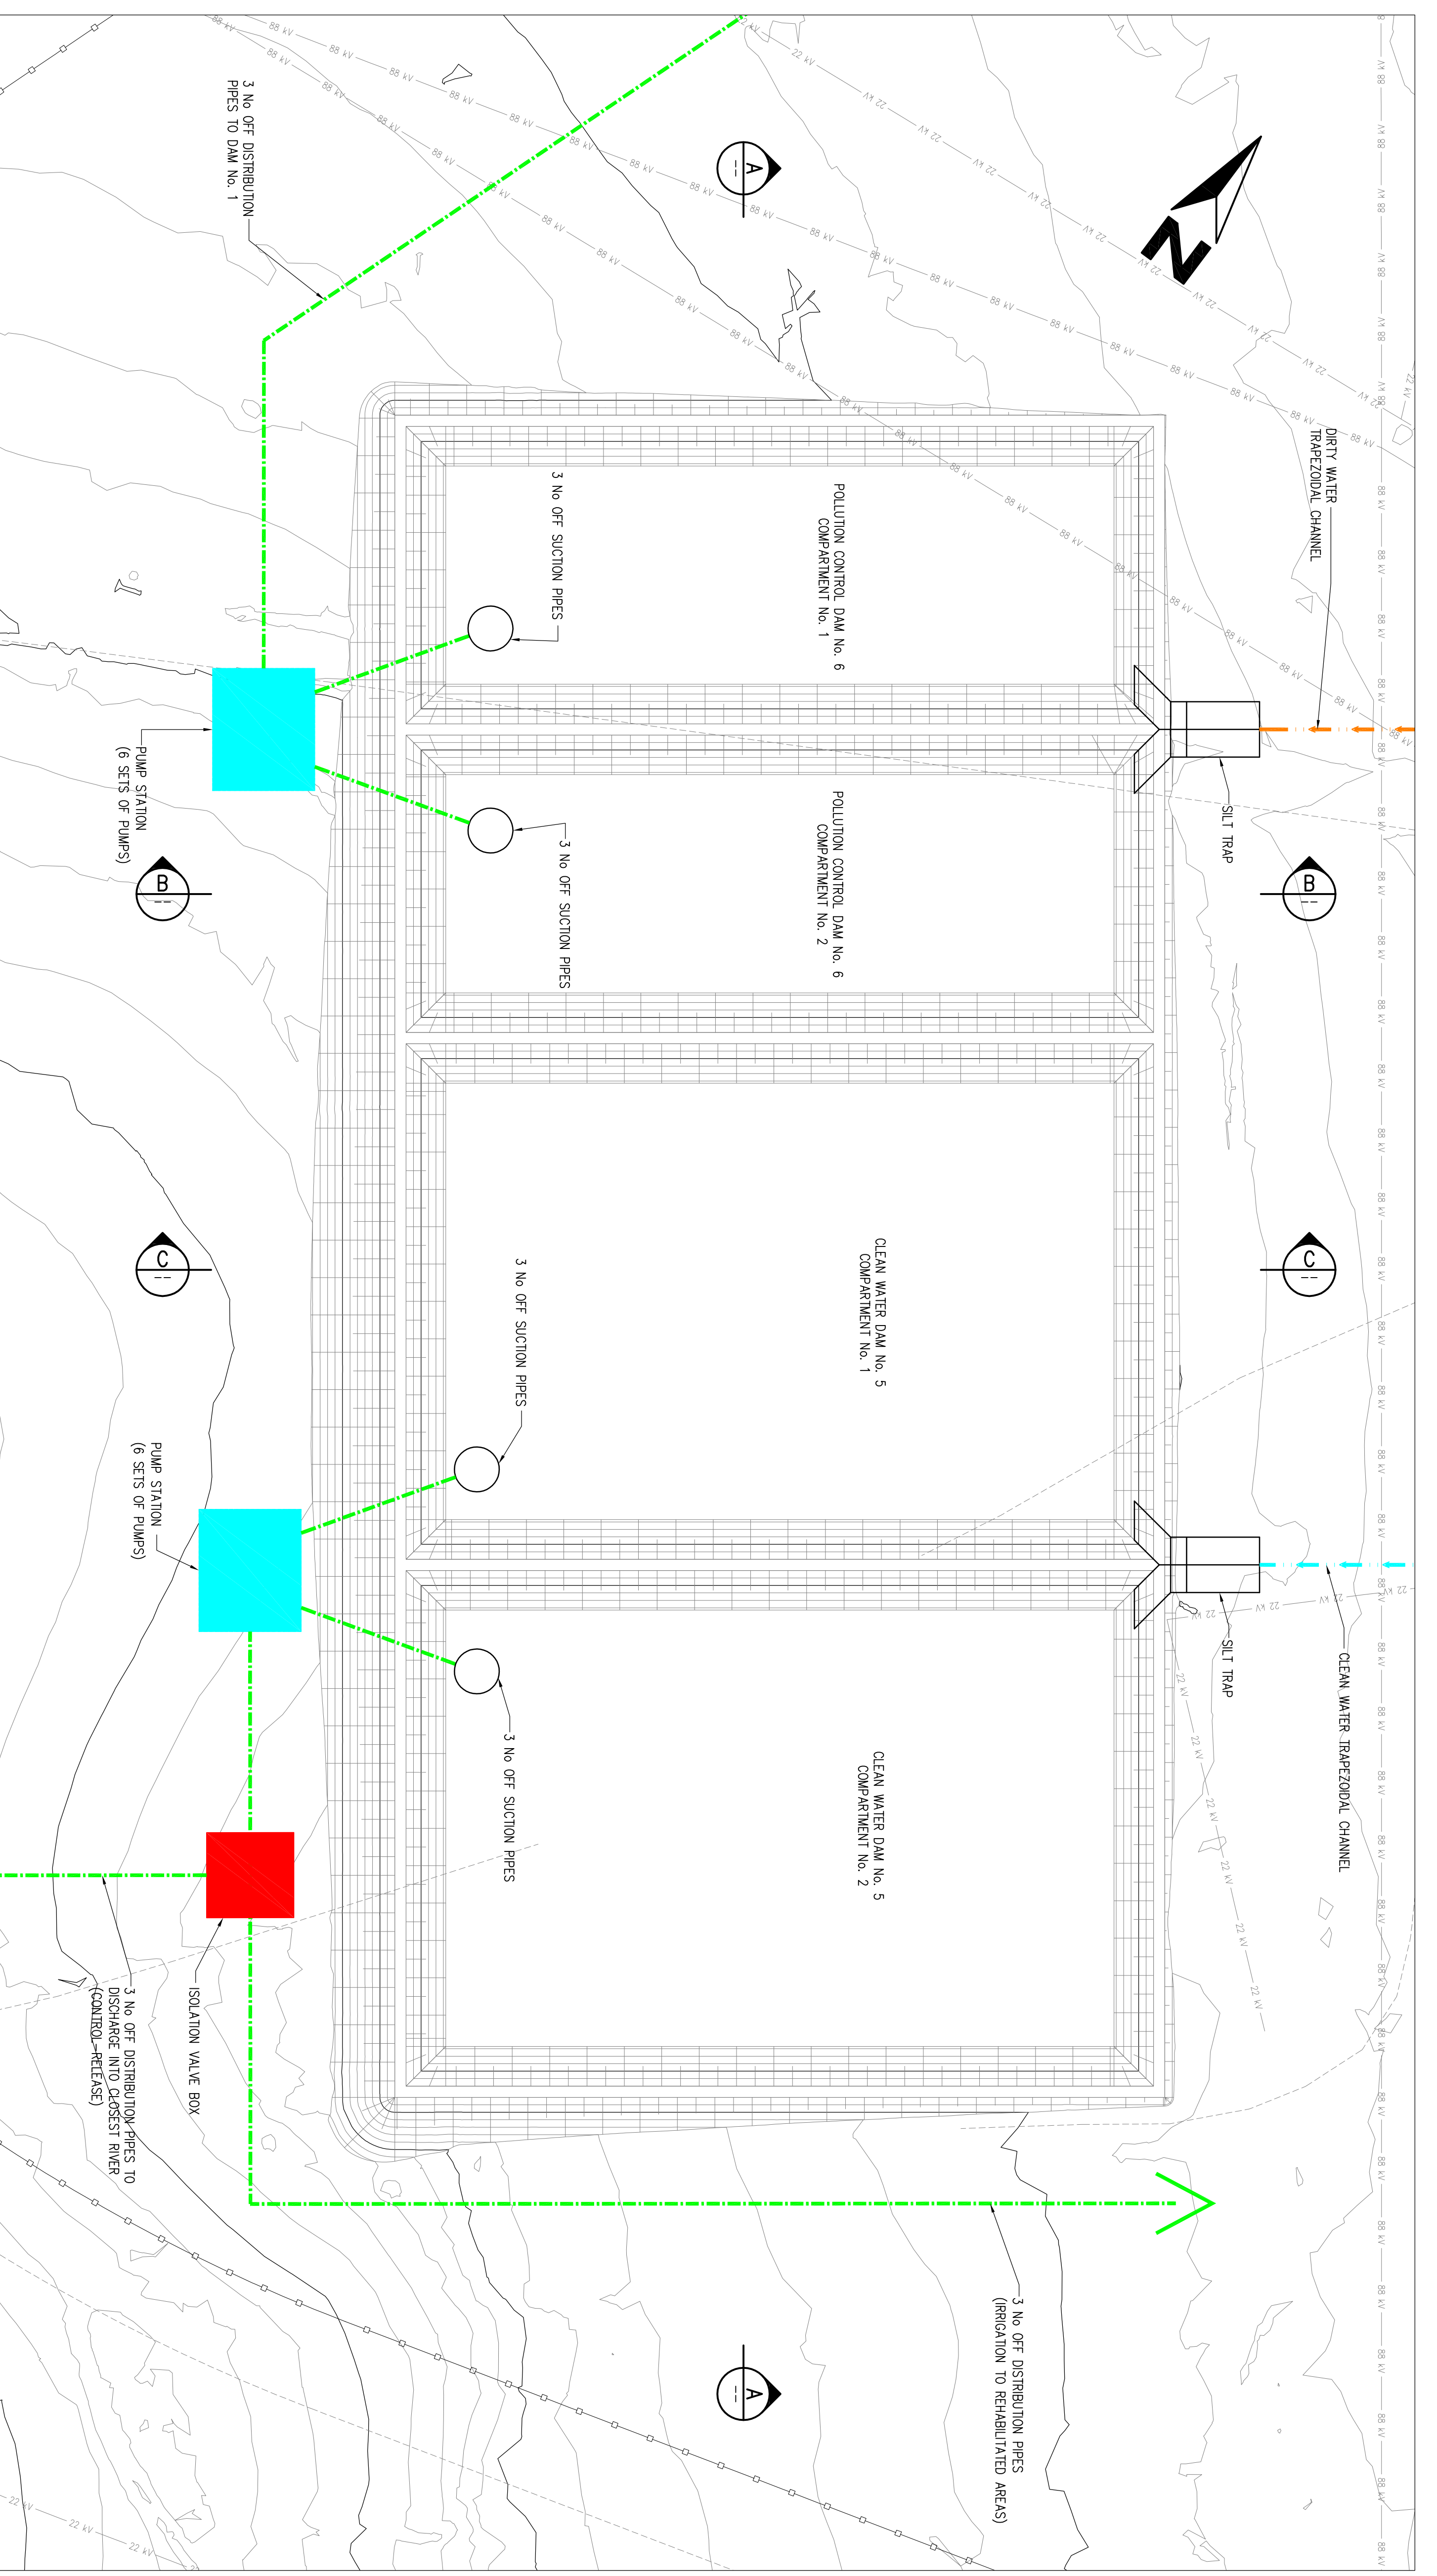 3 No OFF DISTRIBUTION
PIPES TO DAM No. 1
A
--
N
22 kV
88 kV
DIRTY WATER
TRAPEZOIDAL CHANNEL
SILT TRAP
POLLUTION CONTROL DAM No. 6
COMPARTMENT No. 1
3 No OFF SUCTION PIPES
POLLUTION CONTROL DAM No. 6
COMPARTMENT No. 2
3 No OFF SUCTION PIPES
PUMP STATION
(6 SETS OF PUMPS)
B
--
B
--
C
--
C
--
CLEAN WATER DAM No. 5
COMPARTMENT No. 1
3 No OFF SUCTION PIPES
PUMP STATION
(6 SETS OF PUMPS)
CLEAN WATER TRAPEZOIDAL CHANNEL
SILT TRAP
CLEAN WATER DAM No. 5
COMPARTMENT No. 2
3 No OFF SUCTION PIPES
ISOLATION VALVE BOX
3 No OFF DISTRIBUTION PIPES TO
DISCHARGE INTO CLOSEST RIVER
(CONTROL-RELEASE)
3 No OFF DISTRIBUTION PIPES
(IRRIGATION TO REHABILITATED AREAS)
A
--
22 kV
88 kV